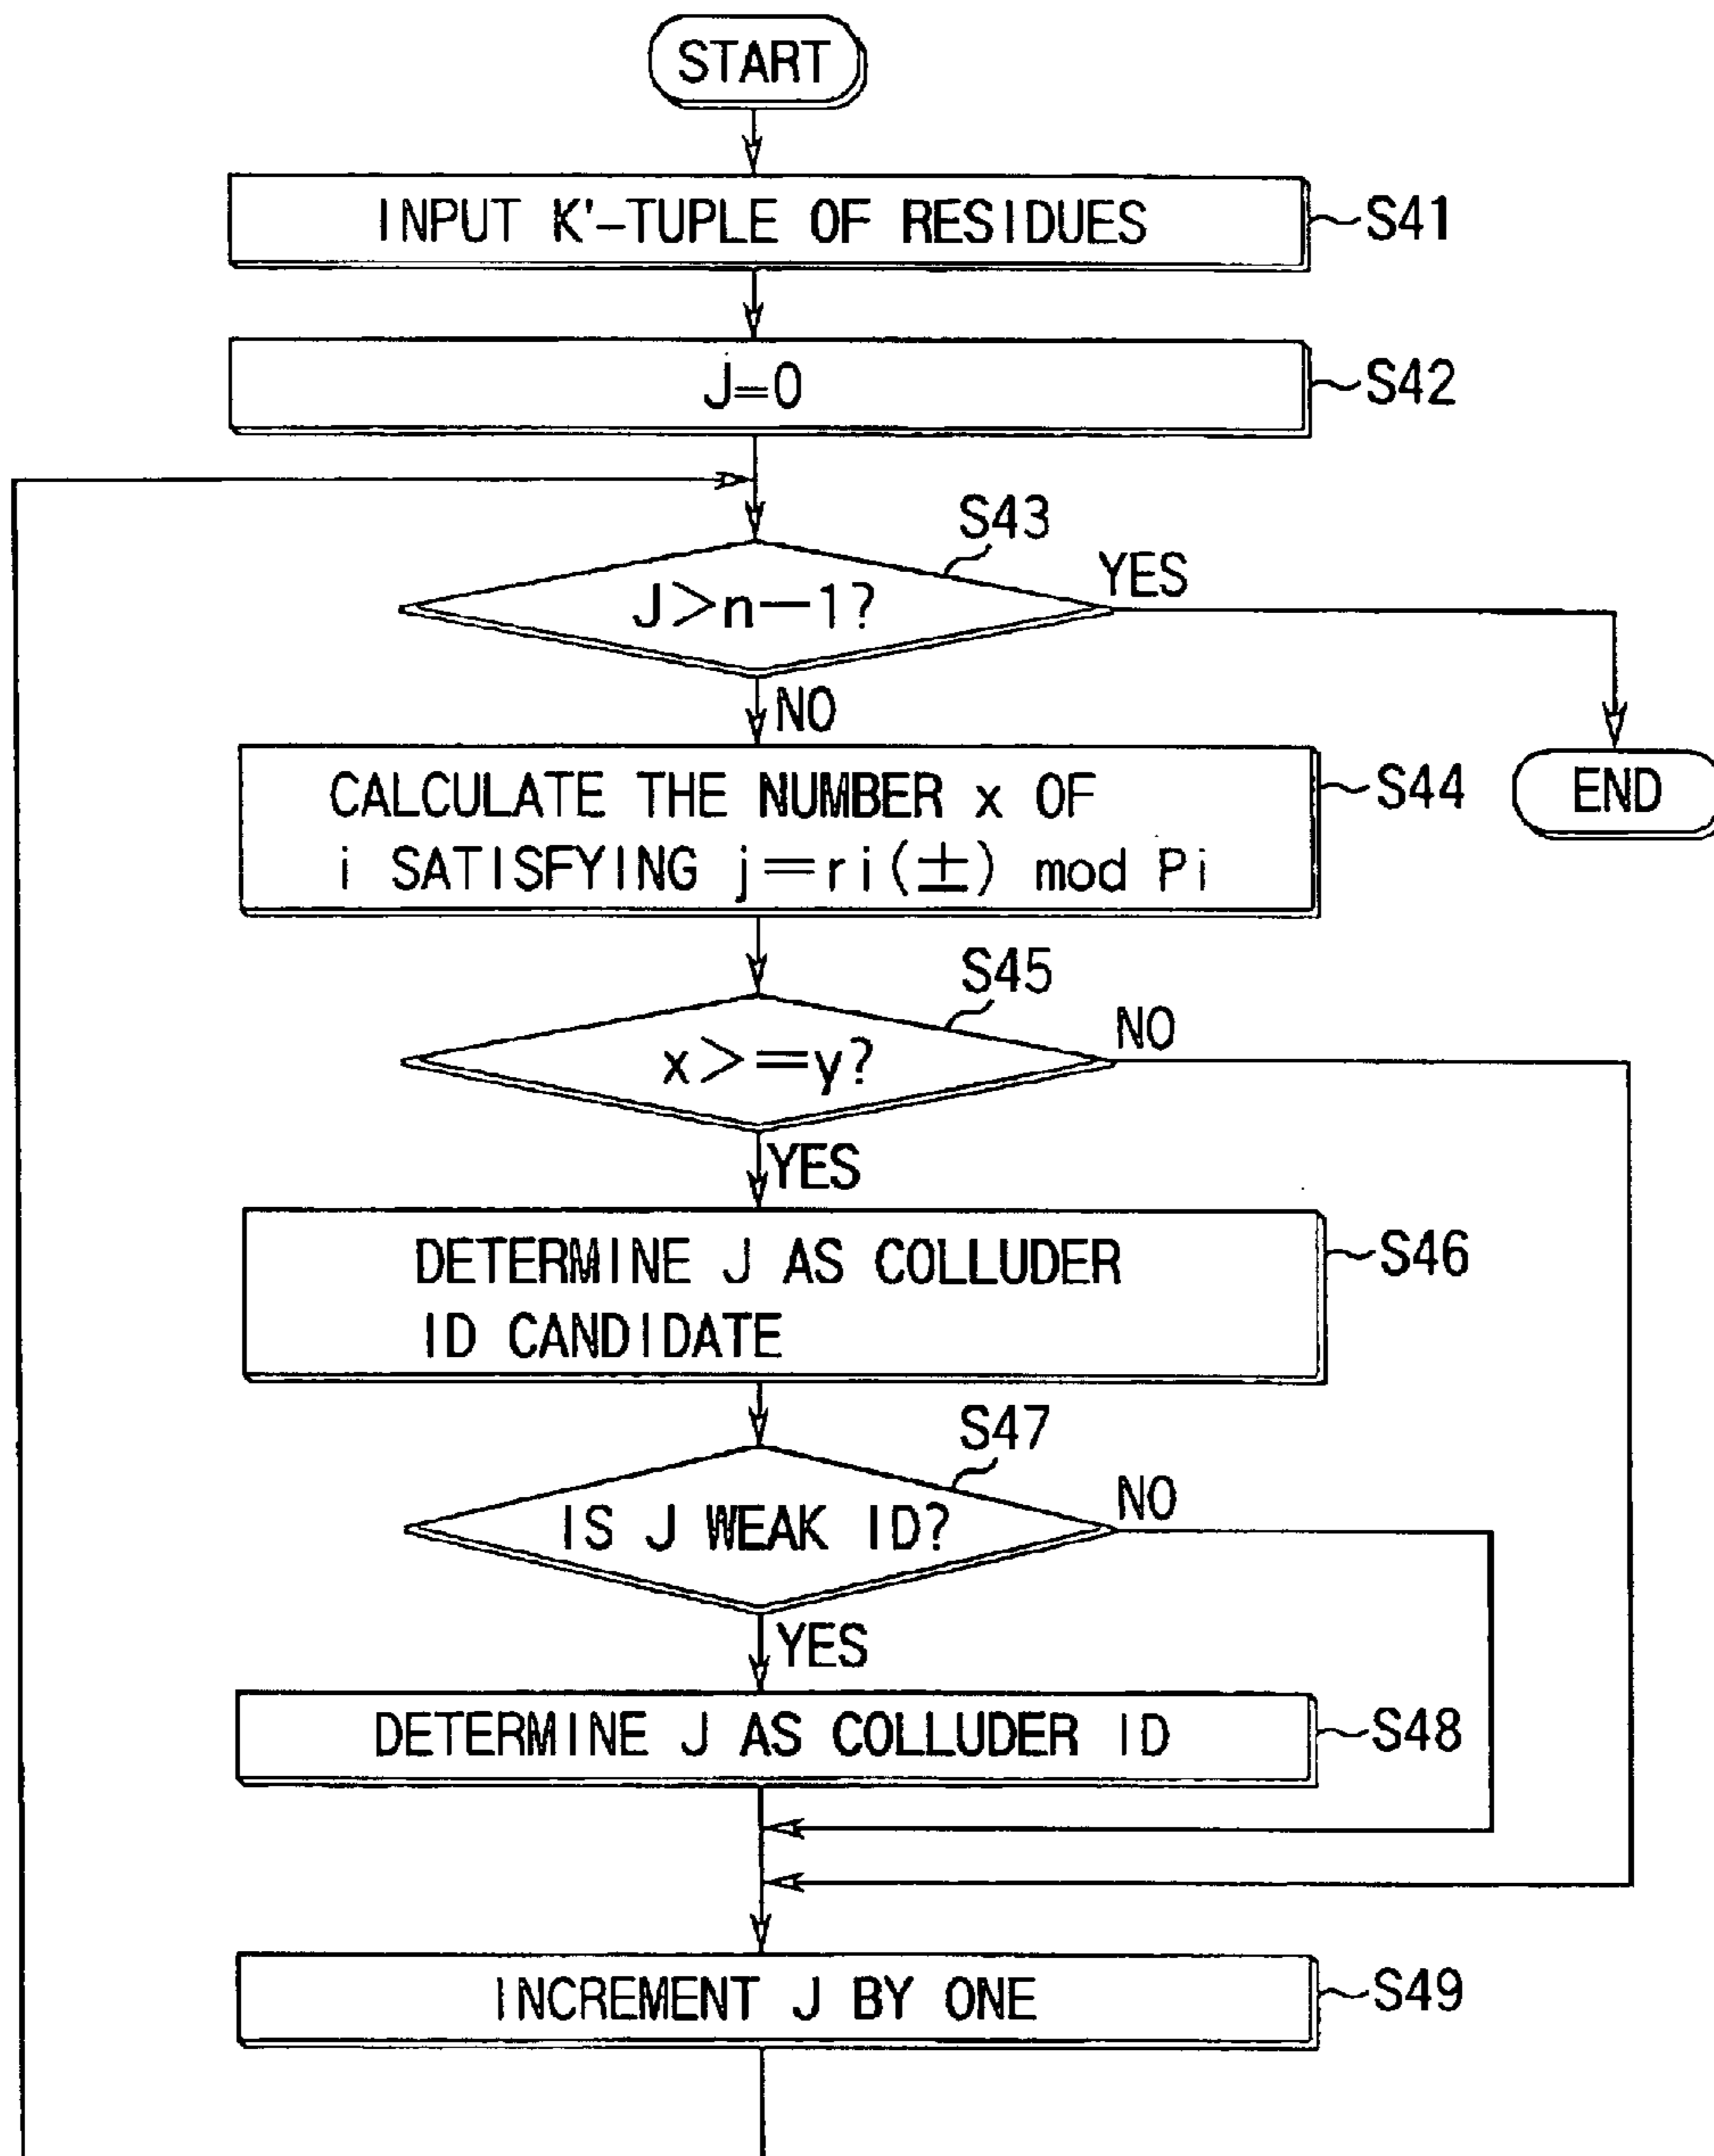 START
INPUT K'-TUPLE OF RESIDUES
S41
J=0
S42
S43
J>n-1?
YES
NO
CALCULATE THE NUMBER x OF
i SATISFYING j=ri(±) mod Pi
S44
END
S45
x>=y?
NO
YES
DETERMINE J AS COLLUDER
ID CANDIDATE
S46
S47
IS J WEAK ID?
NO
YES
DETERMINE J AS COLLUDER ID
S48
INCREMENT J BY ONE
S49